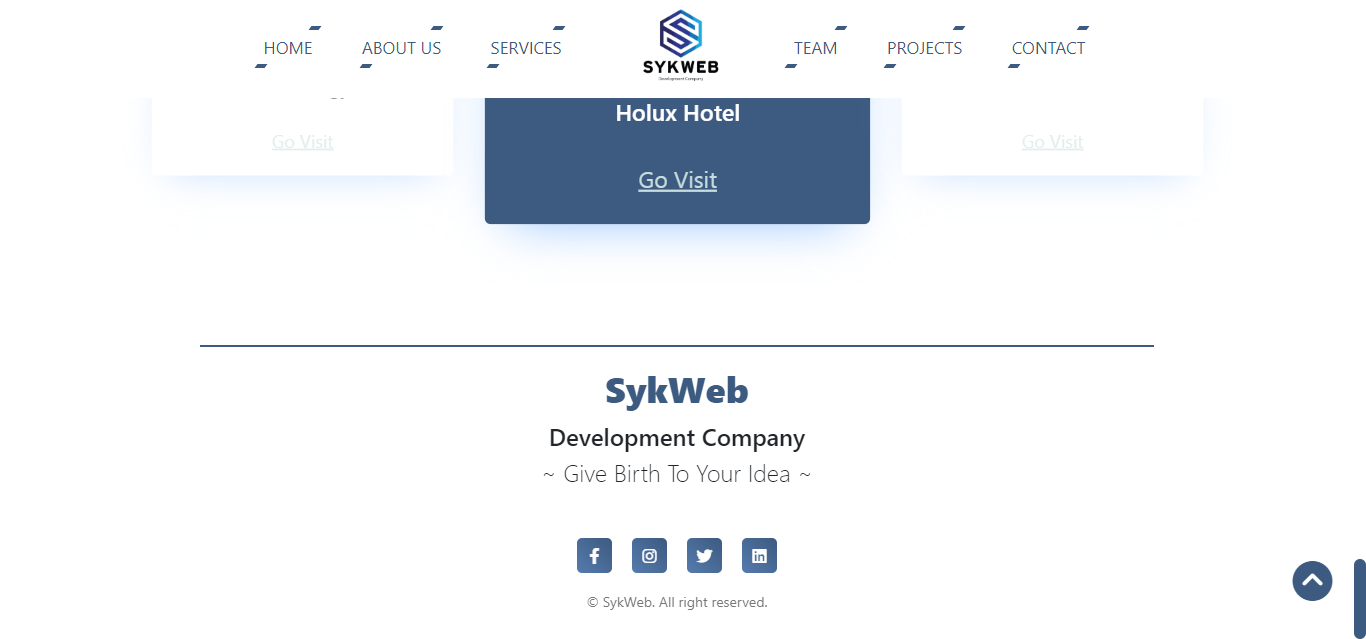 HOME ABOUT US SERVICES SYKWEB TEAM PROJECTS CONTACT
Development Company
Holux Hotel
Go Visit Go Visit Go Visit
SykWeb
Development Company
~ Give Birth To Your Idea ~
© SykWeb. All right reserved.